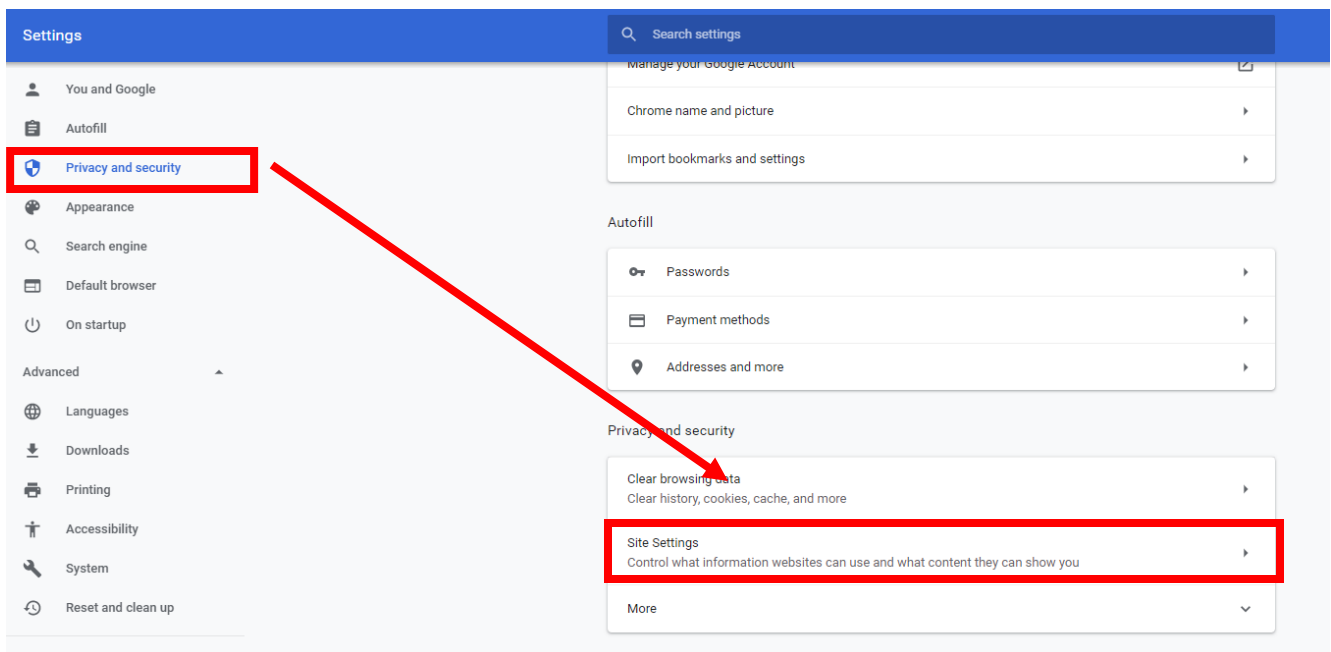 Settings
Search settings
You and Google
Autofill
Privacy and security
Appearance
Search engine
Default browser
On startup
Advanced
Languages
Downloads
Printing
Accessibility
System
Reset and clean up
Manage your Google Account
Chrome name and picture
Import bookmarks and settings
Autofill
Passwords
Payment methods
Addresses and more
Privacy and security
Clear browsing data
Clear history, cookies, cache, and more
Site Settings
Control what information websites can use and what content they can show you
More